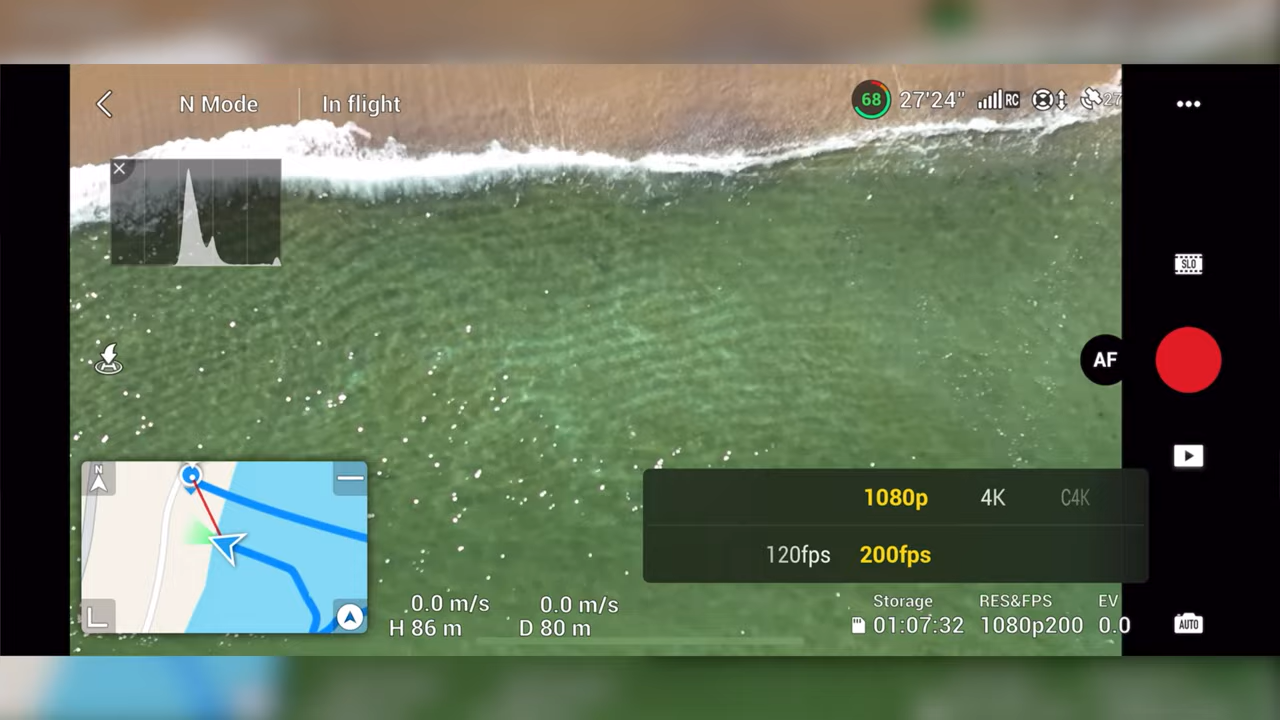 N Mode In flight 68 27'24" RC 27
SLO
AF
N
1080p 4K C4K
120fps 200fps
0.0 m/s 0.0 m/s
H 86 m D 80 m
Storage RES&FPS EV
01:07:32 1080p200 0.0
AUTO